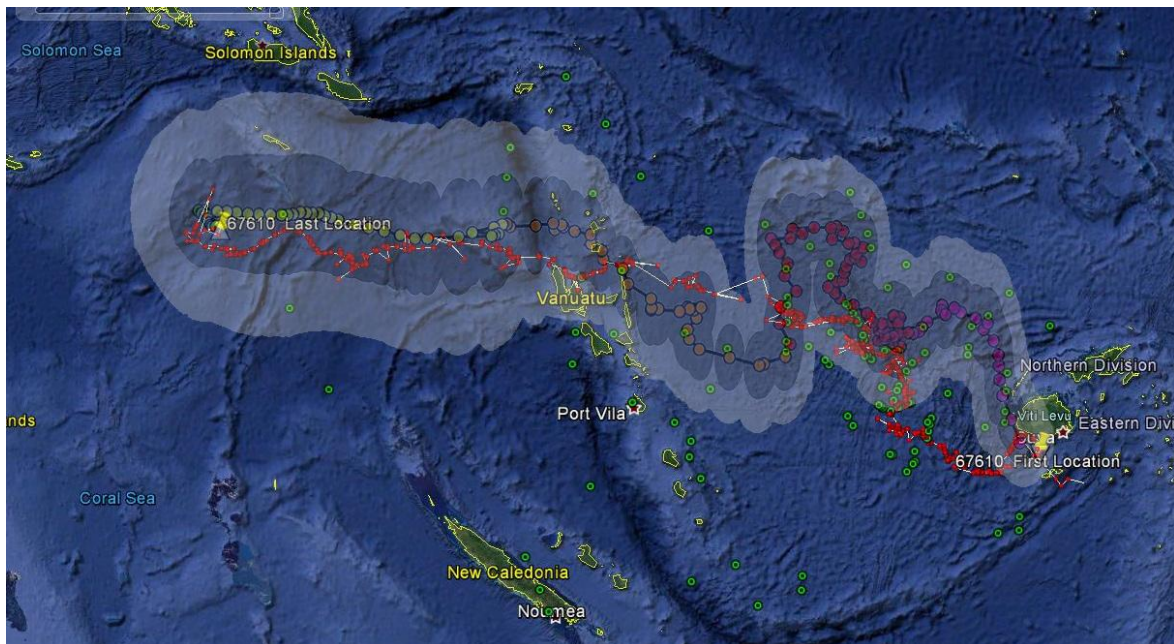 Solomon Sea
Solomon Islands
67610 Last Location
Vanuatu
Northern Division
Port Vila
Viti Levu
Eastern Divi
Suva
67610 First Location
nds
Coral Sea
New Caledonia
Noumea